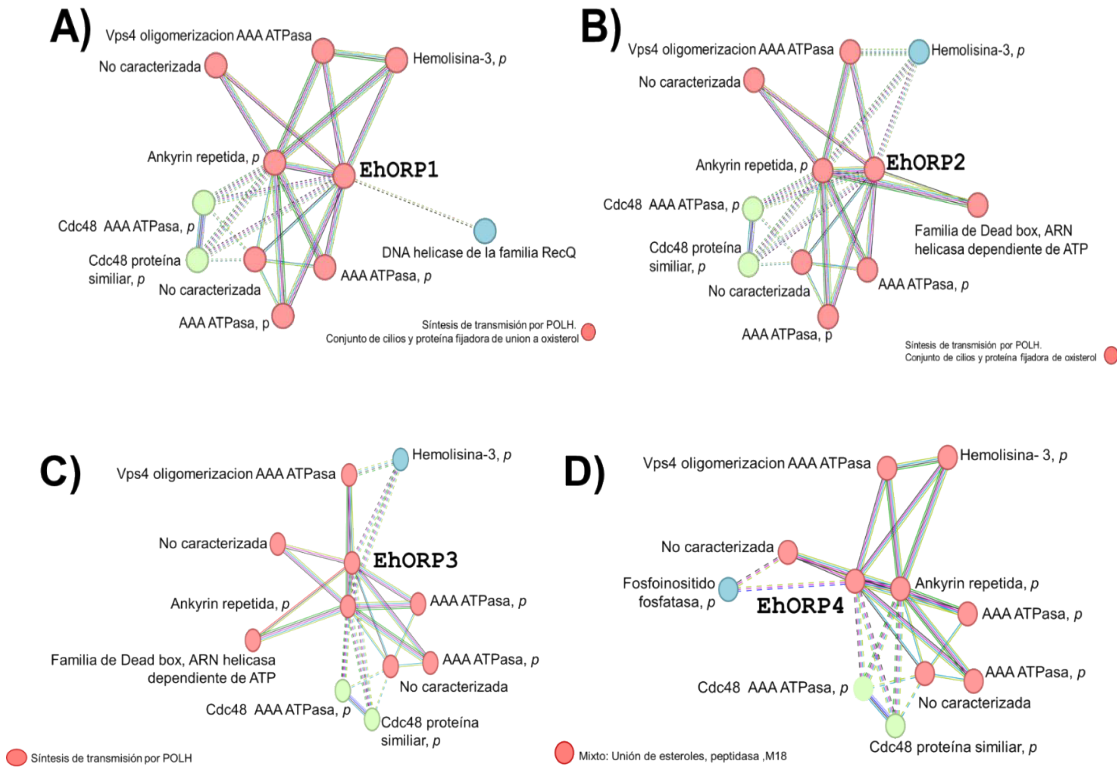 A)
Vps4 oligomerizacion AAA ATPasa
No caracterizada
Hemolisina-3, p
Ankyrin repetida, p
EhORP1
Cdc48 AAA ATPasa, p
Cdc48 proteína
similiar, p
DNA helicase de la familia RecQ
AAA ATPasa, p
No caracterizada
AAA ATPasa, p
Síntesis de transmisión por POLH.
Conjunto de cilios y proteína fijadora de union a oxisterol
B)
Vps4 oligomerizacion AAA ATPasa
Hemolisina-3, p
No caracterizada
Ankyrin repetida, p
EhORP2
Cdc48 AAA ATPasa, p
Familia de Dead box, ARN
helicasa dependiente de ATP
Cdc48 proteína
similiar, p
AAA ATPasa, p
No caracterizada
AAA ATPasa, p
Síntesis de transmisión por POLH.
Conjunto de cilios y proteína fijadora de oxisterol
C)
Hemolisina-3, p
Vps4 oligomerizacion AAA ATPasa
No caracterizada
EhORP3
Ankyrin repetida, p
AAA ATPasa, p
Familia de Dead box, ARN helicasa
dependiente de ATP
AAA ATPasa, p
No caracterizada
Cdc48 AAA ATPasa, p
Cdc48 proteína
similiar, p
Síntesis de transmisión por POLH
D)
Vps4 oligomerizacion AAA ATPasa
Hemolisina- 3, p
No caracterizada
Fosfoinositido
fosfatasa, p
EhORP4
Ankyrin repetida, p
AAA ATPasa, p
AAA ATPasa, p
Cdc48 AAA ATPasa, p
No caracterizada
Cdc48 proteína similiar, p
Mixto: Unión de esteroles, peptidasa ,M18